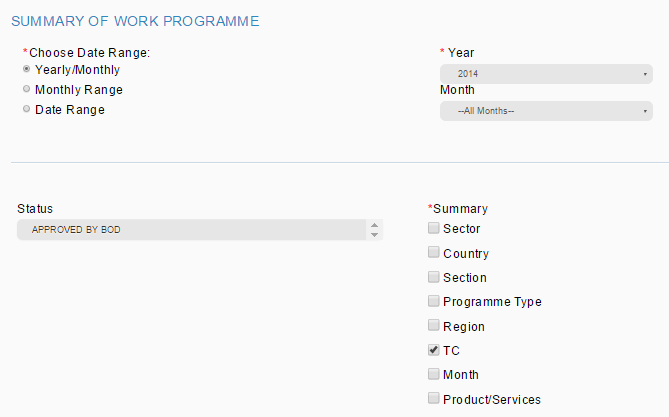 SUMMARY OF WORK PROGRAMME
*Choose Date Range:
Yearly/Monthly
Monthly Range
Date Range
* Year
2014
Month
--All Months--
Status
APPROVED BY BOD
*Summary
Sector
Country
Section
Programme Type
Region
TC
Month
Product/Services